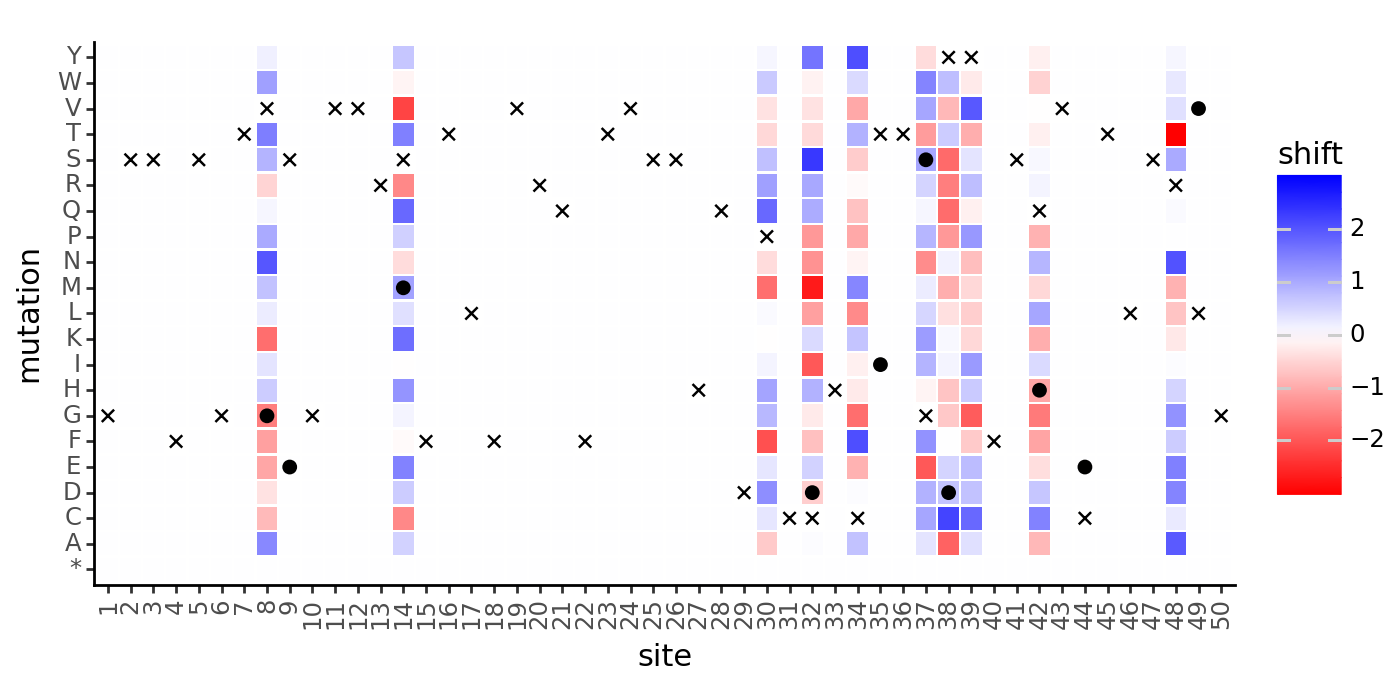 Y
W
V
T
S
R
Q
P
N
M
L
K
I
H
G
F
E
D
C
A
*
mutation
1 2 3 4 5 6 7 8 9 10 11 12 13 14 15 16 17 18 19 20 21 22 23 24 25 26 27 28 29 30 31 32 33 34 35 36 37 38 39 40 41 42 43 44 45 46 47 48 49 50
site
shift
2
1
0
−1
−2